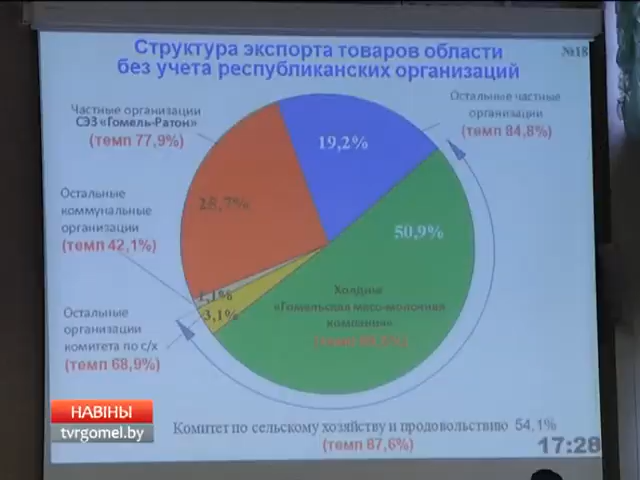 Структура экспорта товаров области
без учета республиканских организаций
№18
Частные организации
СЭЗ «Гомель-Ратон»
(темп 77,9%)
Остальные частные
организации
(темп 84,8%)
19,2%
25,7%
50,9%
Остальные
коммунальные
организации
(темп 42,1%)
1,1%
3,1%
Холдинг
«Гомельская мясо-молочная
компания»
Остальные
организации
комитета по с/х
(темп 68,9%)
НАВІНЫ
tvrgomel.by
Комитет по сельскому хозяйству и продовольствию 54,1%
(темп 87,6%)
17:28